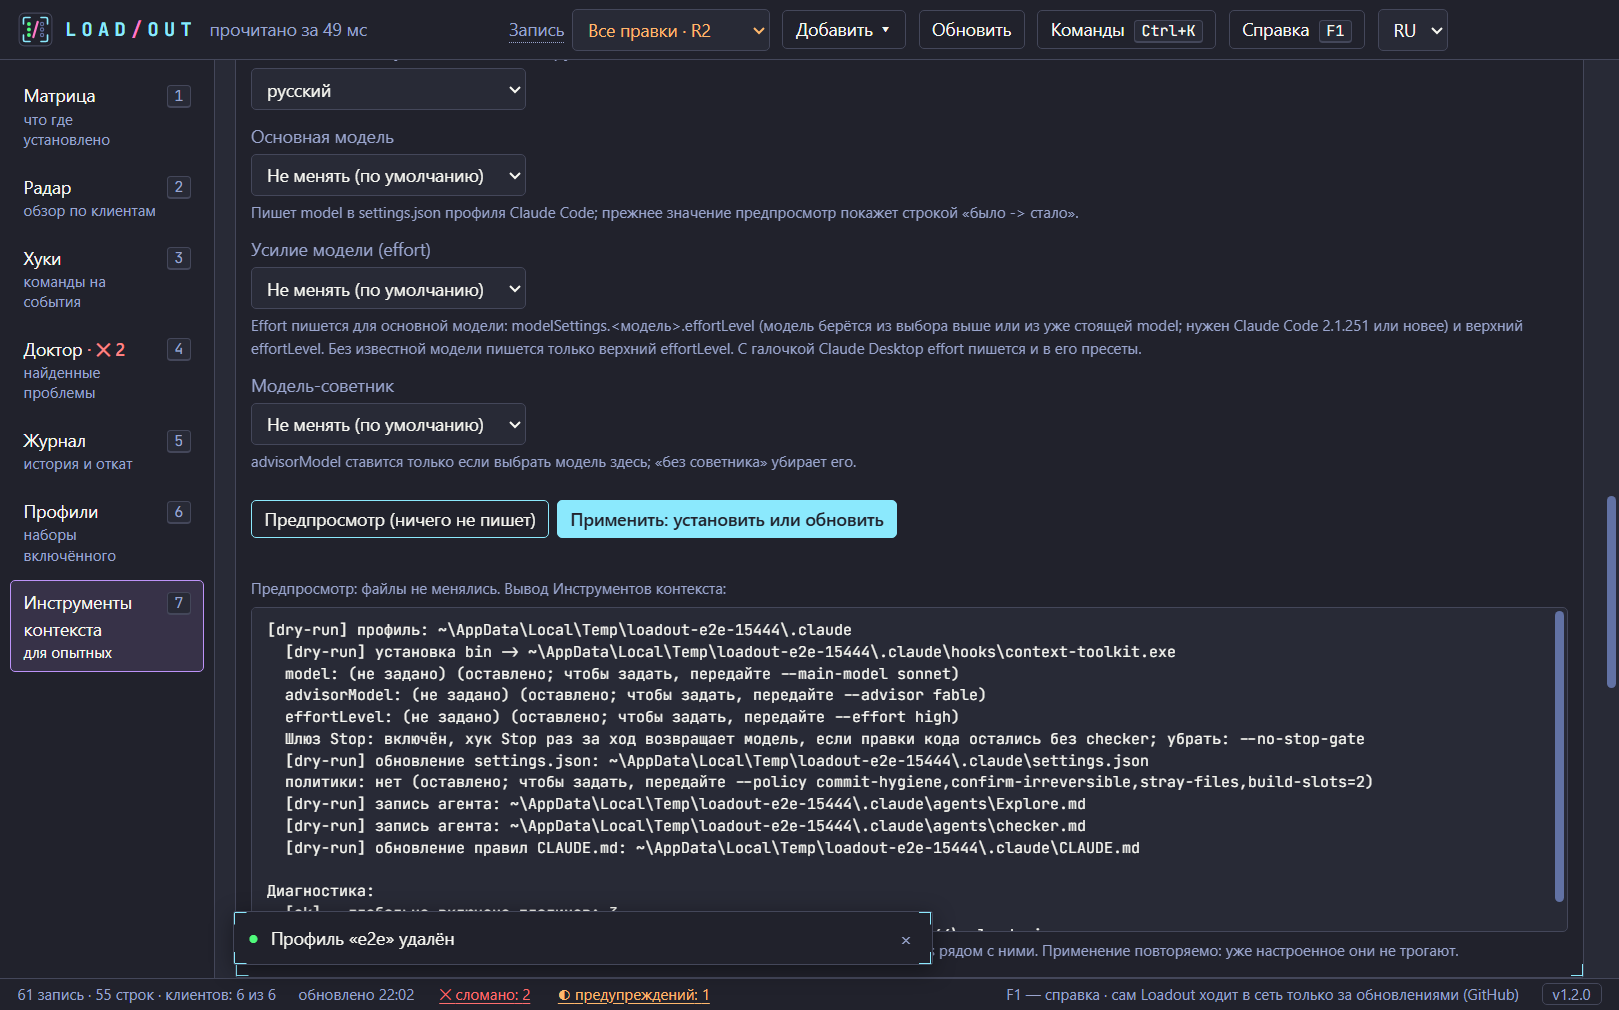 LOAD/OUT прочитано за 49 мс Запись Все правки · R2 Добавить ▾ Обновить Команды Ctrl+K Справка F1 RU
Матрица 1
что где
установлено
Радар 2
обзор по клиентам
Хуки 3
команды на
события
Доктор · ✕ 2 4
найденные
проблемы
Журнал 5
история и откат
Профили 6
наборы
включённого
Инструменты 7
контекста
для опытных
русский
Основная модель
Не менять (по умолчанию)
Пишет model в settings.json профиля Claude Code; прежнее значение предпросмотр покажет строкой «было -> стало».
Усилие модели (effort)
Не менять (по умолчанию)
Effort пишется для основной модели: modelSettings.<модель>.effortLevel (модель берётся из выбора выше или из уже стоящей model; нужен Claude Code 2.1.251 или новее) и верхний
effortLevel. Без известной модели пишется только верхний effortLevel. С галочкой Claude Desktop effort пишется и в его пресеты.
Модель-советник
Не менять (по умолчанию)
advisorModel ставится только если выбрать модель здесь; «без советника» убирает его.
Предпросмотр (ничего не пишет) Применить: установить или обновить
Предпросмотр: файлы не менялись. Вывод Инструментов контекста:
[dry-run] профиль: ~\AppData\Local\Temp\loadout-e2e-15444\.claude
[dry-run] установка bin -> ~\AppData\Local\Temp\loadout-e2e-15444\.claude\hooks\context-toolkit.exe
model: (не задано) (оставлено; чтобы задать, передайте --main-model sonnet)
advisorModel: (не задано) (оставлено; чтобы задать, передайте --advisor fable)
effortLevel: (не задано) (оставлено; чтобы задать, передайте --effort high)
Шлюз Stop: включён, хук Stop раз за ход возвращает модель, если правки кода остались без checker; убрать: --no-stop-gate
[dry-run] обновление settings.json: ~\AppData\Local\Temp\loadout-e2e-15444\.claude\settings.json
политики: нет (оставлено; чтобы задать, передайте --policy commit-hygiene,confirm-irreversible,stray-files,build-slots=2)
[dry-run] запись агента: ~\AppData\Local\Temp\loadout-e2e-15444\.claude\agents\Explore.md
[dry-run] запись агента: ~\AppData\Local\Temp\loadout-e2e-15444\.claude\agents\checker.md
[dry-run] обновление правил CLAUDE.md: ~\AppData\Local\Temp\loadout-e2e-15444\.claude\CLAUDE.md
Диагностика:
Профиль «e2e» удалён ×
рядом с ними. Применение повторяемо: уже настроенное они не трогают.
61 запись · 55 строк · клиентов: 6 из 6 обновлено 22:02 ✕ сломано: 2 ◐ предупреждений: 1 F1 — справка · сам Loadout ходит в сеть только за обновлениями (GitHub) v1.2.0